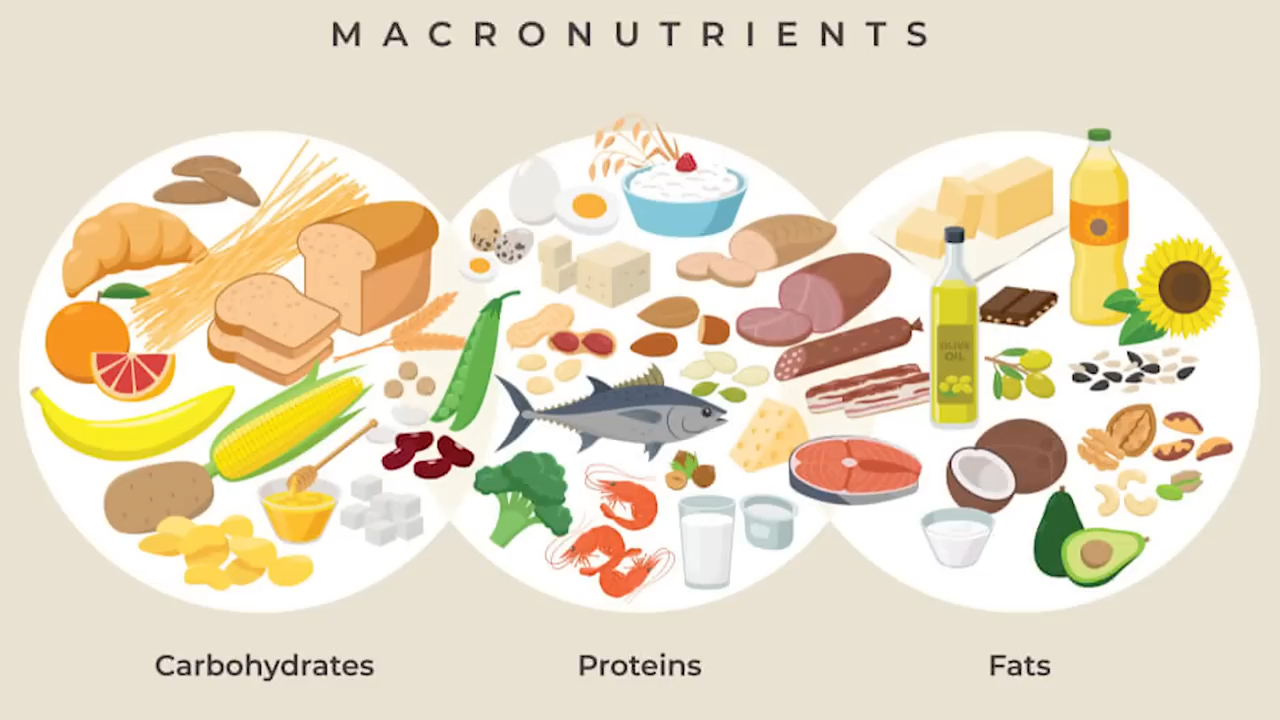 MACRONUTRIENTS
OLIVE
OIL
Carbohydrates
Proteins
Fats